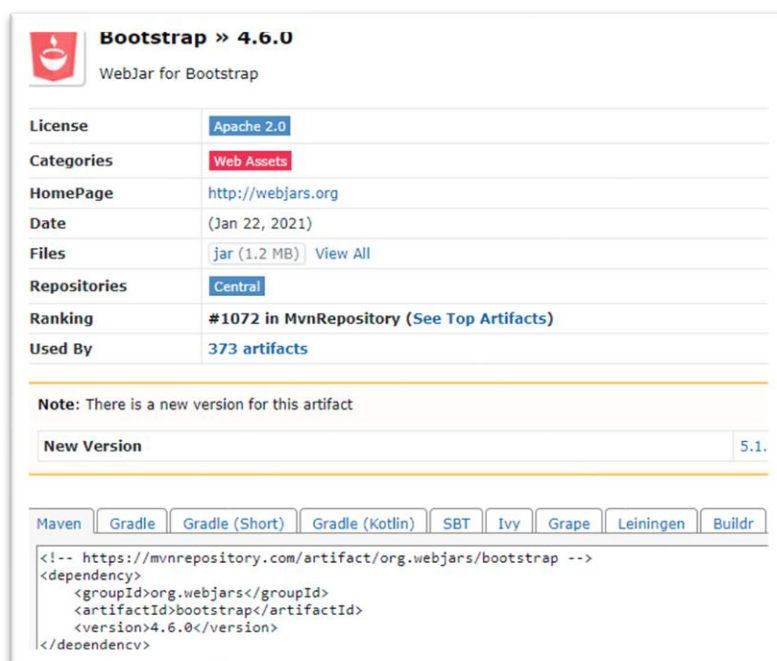 Bootstrap » 4.6.0
WebJar for Bootstrap
License Apache 2.0
Categories Web Assets
HomePage http://webjars.org
Date (Jan 22, 2021)
Files jar (1.2 MB) View All
Repositories Central
Ranking #1072 in MvnRepository (See Top Artifacts)
Used By 373 artifacts
Note: There is a new version for this artifact
New Version 5.1.
Maven Gradle Gradle (Short) Gradle (Kotlin) SBT Ivy Grape Leiningen Buildr
<!-- https://mvnrepository.com/artifact/org.webjars/bootstrap -->
<dependency>
    <groupId>org.webjars</groupId>
    <artifactId>bootstrap</artifactId>
    <version>4.6.0</version>
</dependency>